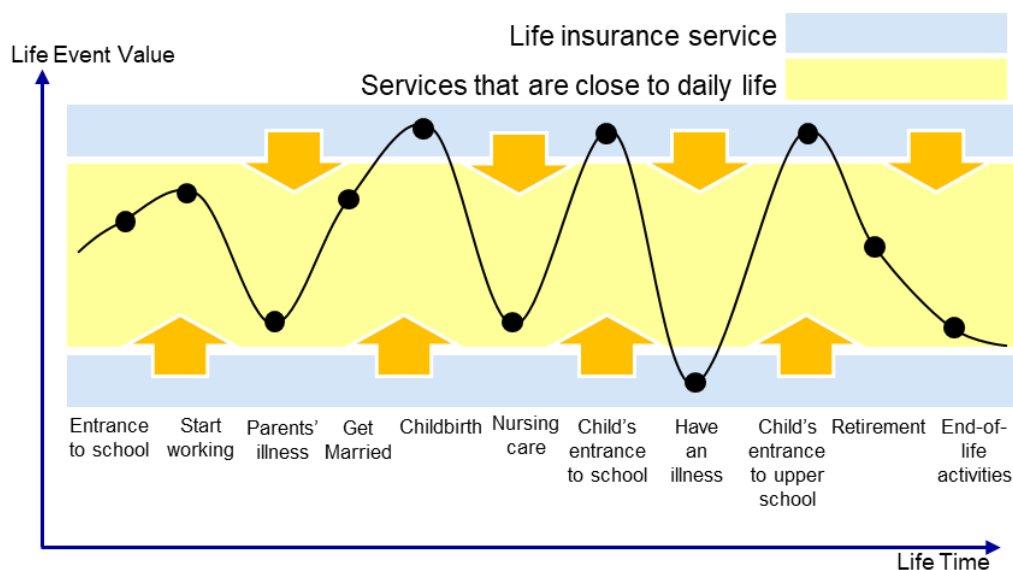 Life insurance service
Life Event Value
Services that are close to daily life
Entrance
to school
Start
working
Parents’
illness
Get
Married
Childbirth
Nursing
care
Child’s
entrance
to school
Have
an
illness
Child’s
entrance
to upper
school
Retirement
End-of-
life
activities
Life Time